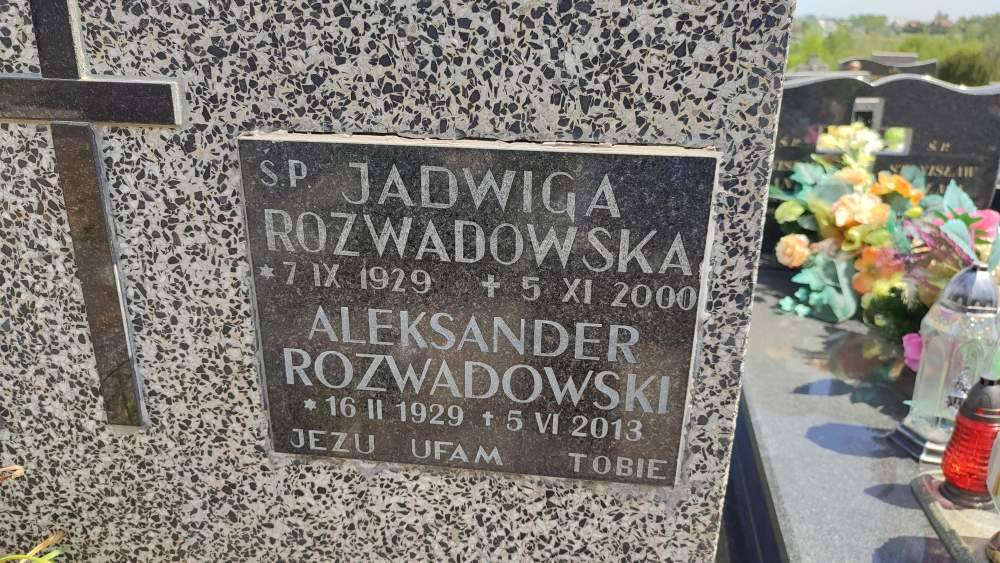 Ś.P JADWIGA
ROZWADOWSKA
* 7 IX 1929 + 5 XI 2000
ALEKSANDER
ROZWADOWSKI
* 16 II 1929 + 5 VI 2013
JEZU UFAM TOBIE
Ś.P.